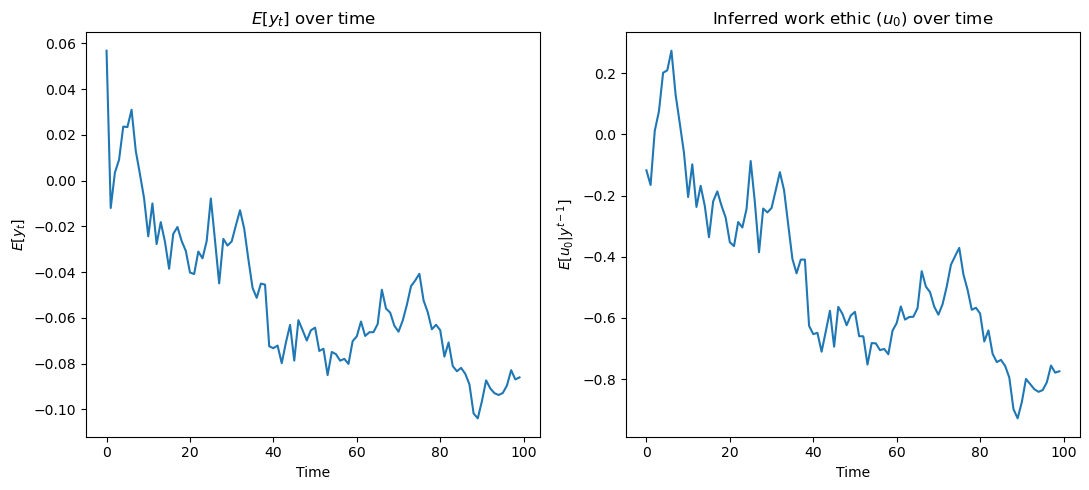 E[y_t] over time
E[y_t]
0.06
0.04
0.02
0.00
−0.02
−0.04
−0.06
−0.08
−0.10
0 20 40 60 80 100
Time
Inferred work ethic (u_0) over time
E[u_0|y^{t−1}]
0.2
0.0
−0.2
−0.4
−0.6
−0.8
0 20 40 60 80 100
Time